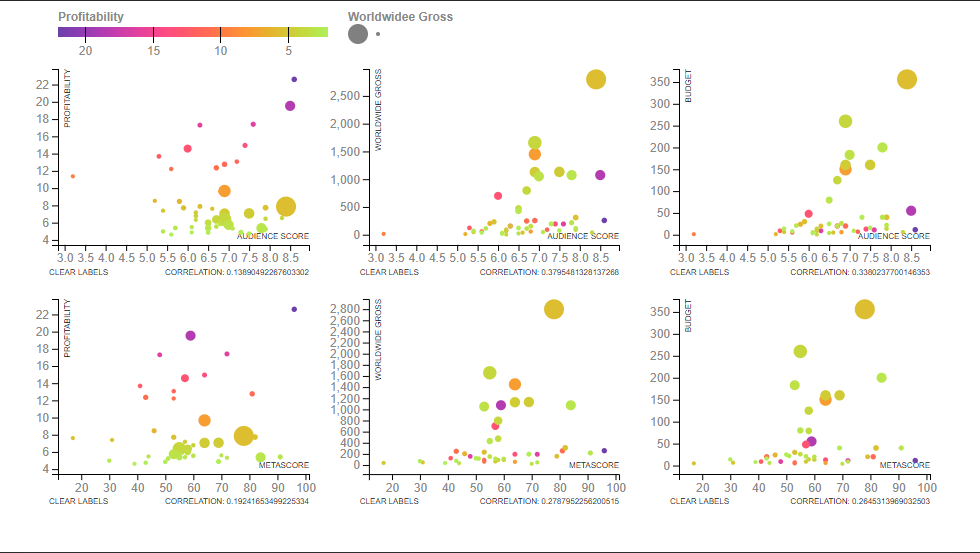 Profitability
Worldwidee Gross
20 15 10 5
PROFITABILITY
22
20
18
16
14
12
10
8
6
4
AUDIENCE SCORE
3.0 3.5 4.0 4.5 5.0 5.5 6.0 6.5 7.0 7.5 8.0 8.5
CLEAR LABELS
CORRELATION: 0.13890492267603302
WORLDWIDE GROSS
2,500
2,000
1,500
1,000
500
0
AUDIENCE SCORE
3.0 3.5 4.0 4.5 5.0 5.5 6.0 6.5 7.0 7.5 8.0 8.5
CLEAR LABELS
CORRELATION: 0.3795481328137268
BUDGET
350
300
250
200
150
100
50
0
AUDIENCE SCORE
3.0 3.5 4.0 4.5 5.0 5.5 6.0 6.5 7.0 7.5 8.0 8.5
CLEAR LABELS
CORRELATION: 0.3380237700146353
PROFITABILITY
22
20
18
16
14
12
10
8
6
4
METASCORE
20 30 40 50 60 70 80 90 100
CLEAR LABELS
CORRELATION: 0.19241653499225334
WORLDWIDE GROSS
2,800
2,600
2,400
2,200
2,000
1,800
1,600
1,400
1,200
1,000
800
600
400
200
0
METASCORE
20 30 40 50 60 70 80 90 100
CLEAR LABELS
CORRELATION: 0.2787952256200515
BUDGET
350
300
250
200
150
100
50
0
METASCORE
20 30 40 50 60 70 80 90 100
CLEAR LABELS
CORRELATION: 0.2645313969032503